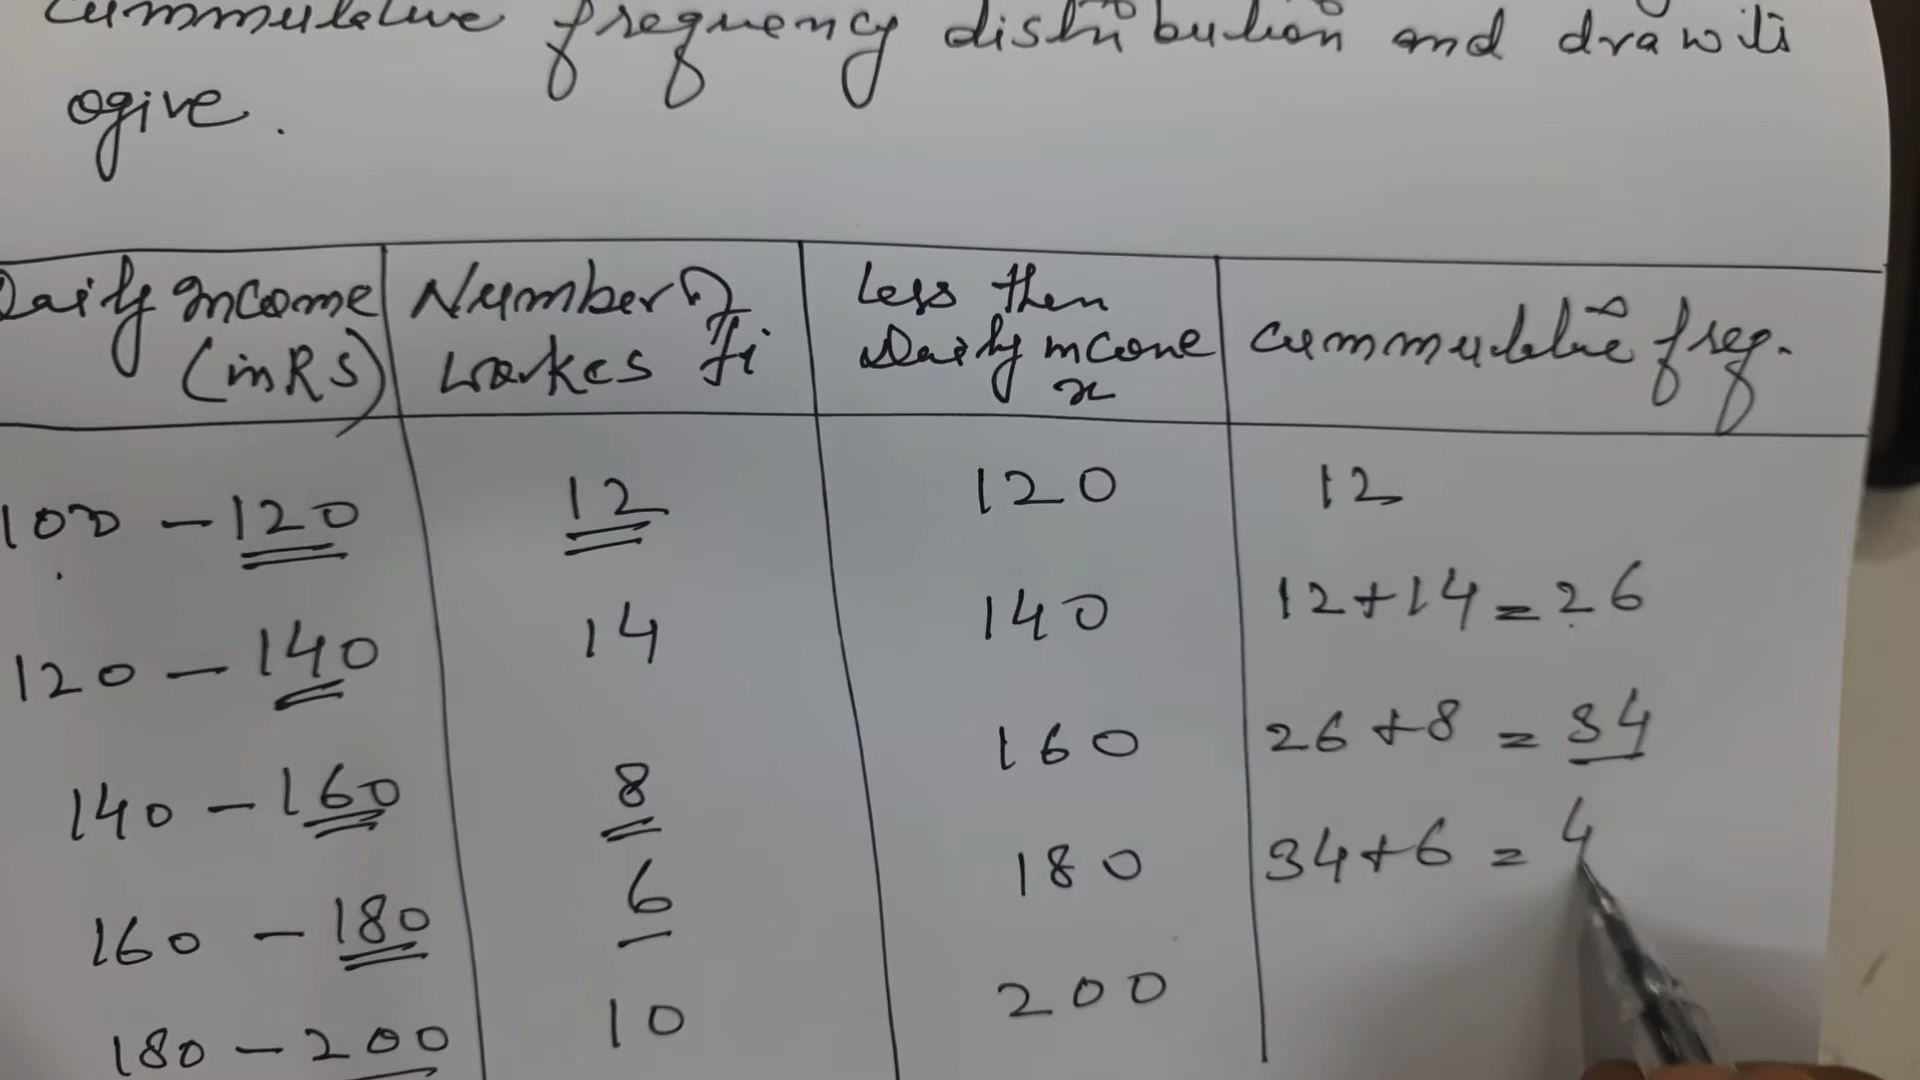 cummulative frequency distribution and draw its
ogive.
Daily income (in RS) Number of workes fi Less then Daily income x cummulative freq.
100 - 120 12 120 12
120 - 140 14 140 12+14 = 26
140 - 160 8 160 26+8 = 34
160 - 180 6 180 34+6 = 4
180 - 200 10 200